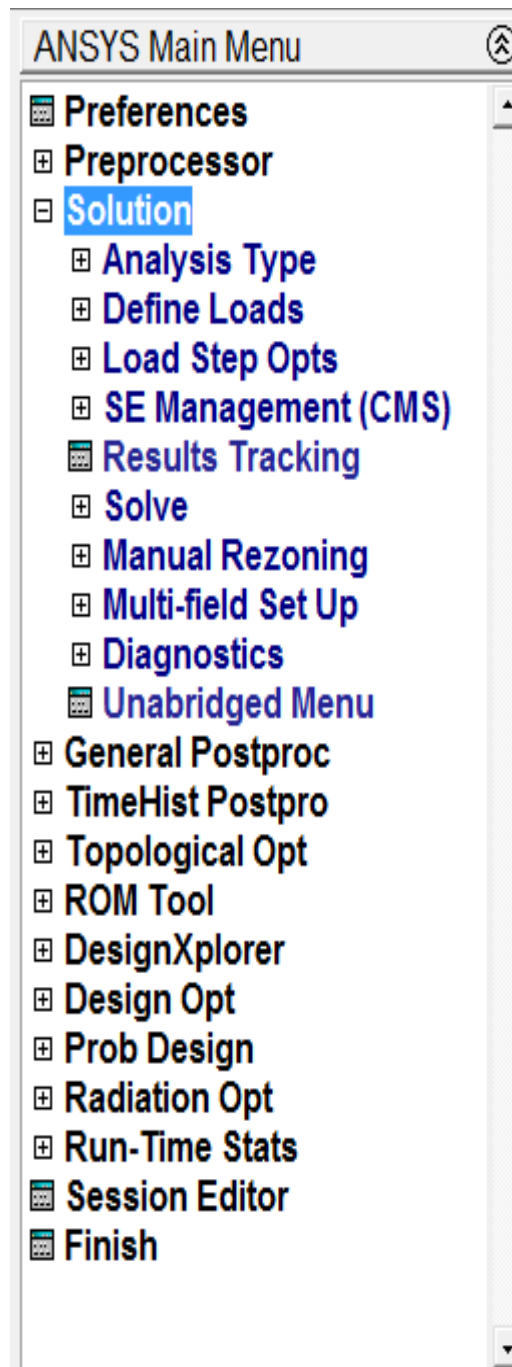 ANSYS Main Menu
Preferences
Preprocessor
Solution
Analysis Type
Define Loads
Load Step Opts
SE Management (CMS)
Results Tracking
Solve
Manual Rezoning
Multi-field Set Up
Diagnostics
Unabridged Menu
General Postproc
TimeHist Postpro
Topological Opt
ROM Tool
DesignXplorer
Design Opt
Prob Design
Radiation Opt
Run-Time Stats
Session Editor
Finish